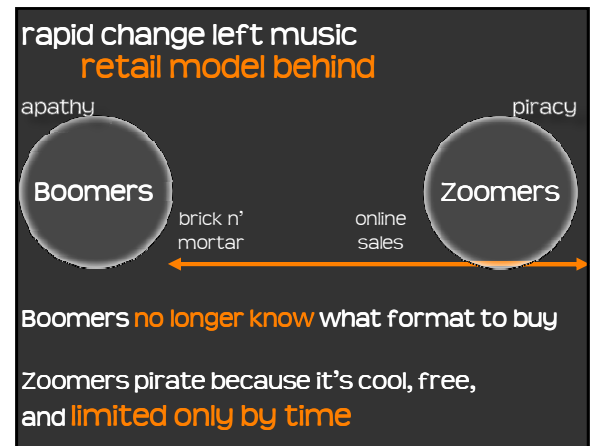 rapid change left music
retail model behind
apathy
piracy
Boomers
Zoomers
brick n’
mortar
online
sales
Boomers no longer know what format to buy
Zoomers pirate because it’s cool, free,
and limited only by time